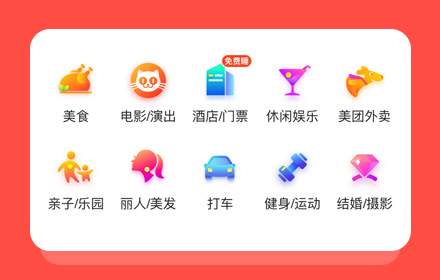 免费睡
美食
电影/演出
酒店/门票
休闲娱乐
美团外卖
亲子/乐园
丽人/美发
打车
健身/运动
结婚/摄影